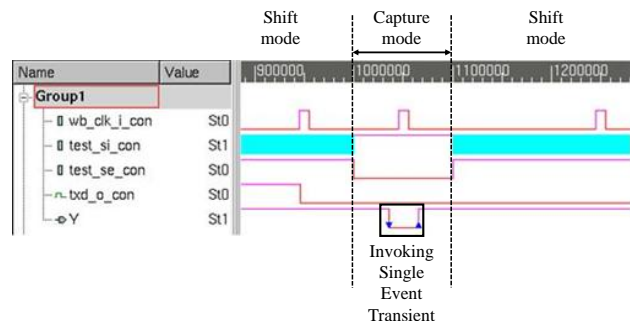 Shift mode
Capture mode
Shift mode
Name Value 900000 1000000 1100000 1200000
Group1
wb_clk_i_con St0
test_si_con St1
test_se_con St0
txd_o_con St0
Y St1
Invoking
Single
Event
Transient